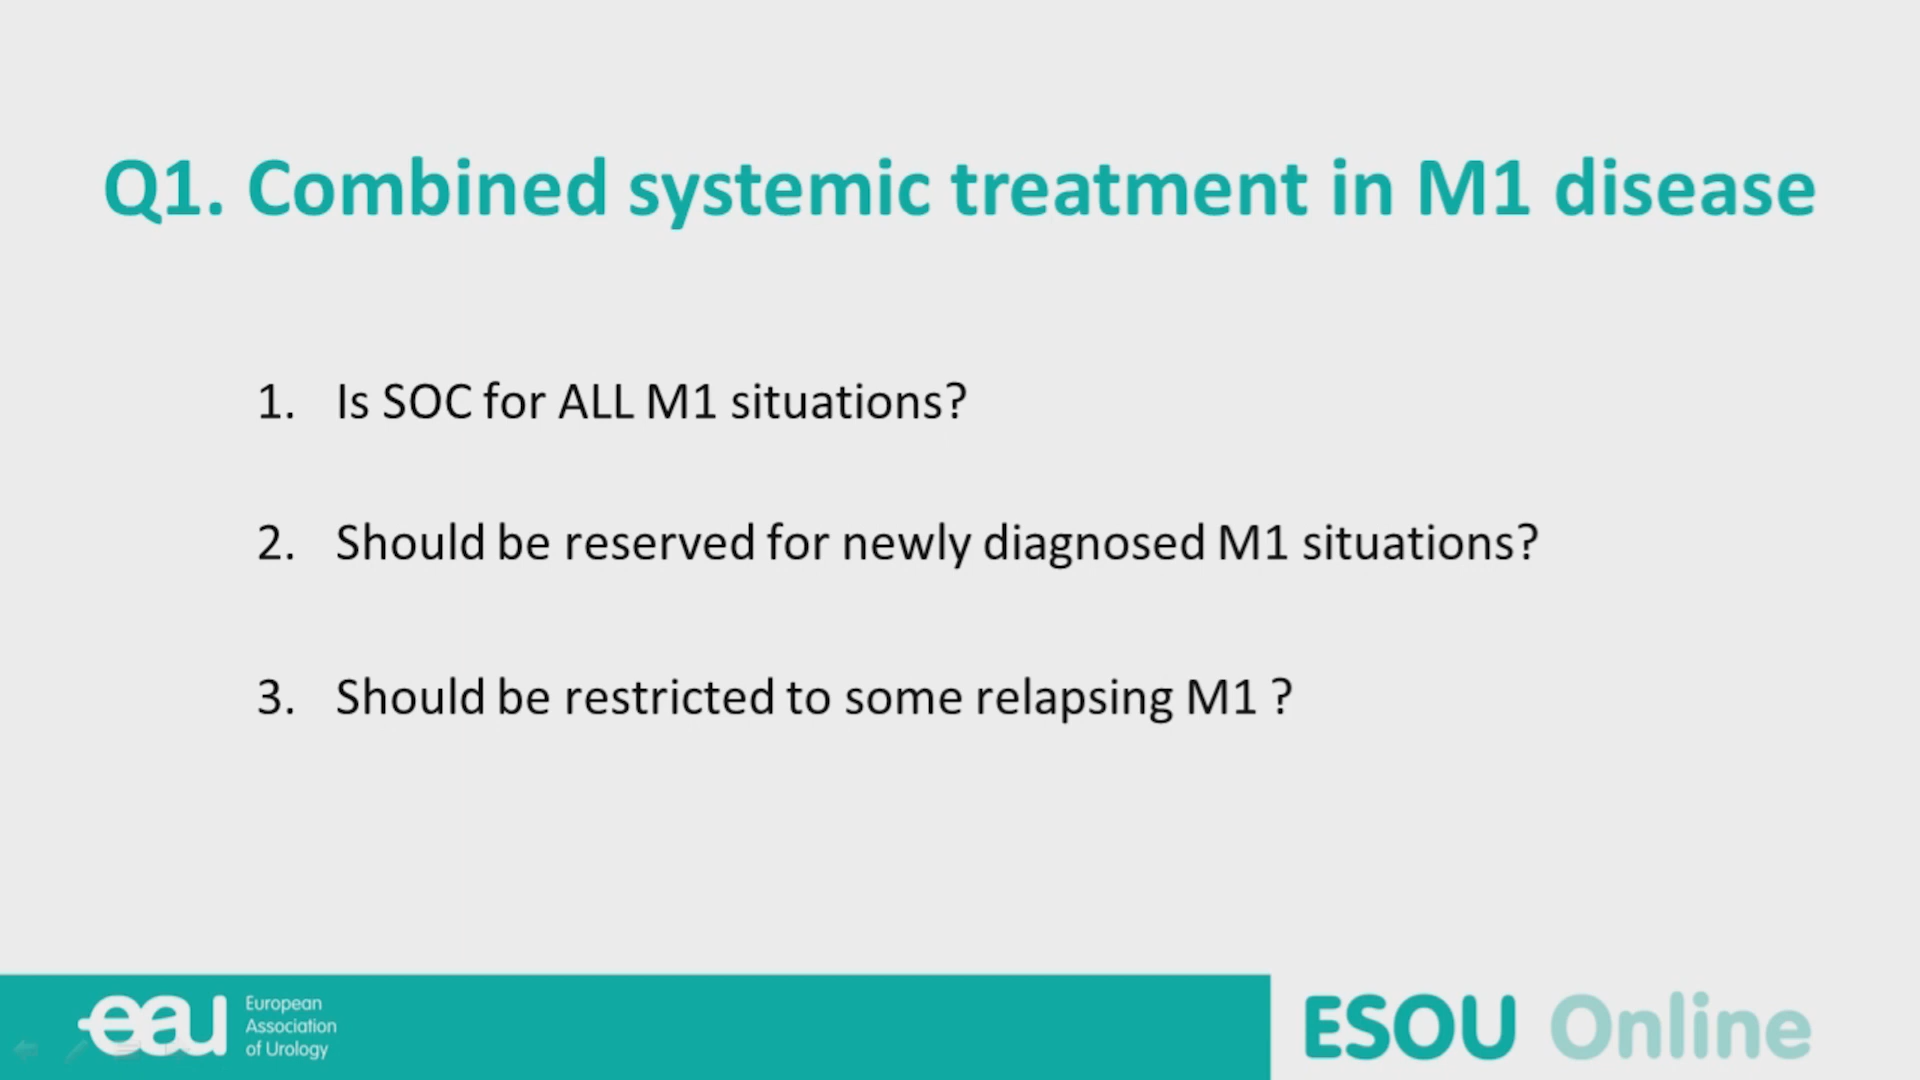 Q1. Combined systemic treatment in M1 disease
1. Is SOC for ALL M1 situations?
2. Should be reserved for newly diagnosed M1 situations?
3. Should be restricted to some relapsing M1 ?
eau
European
Association
of Urology
ESOU Online